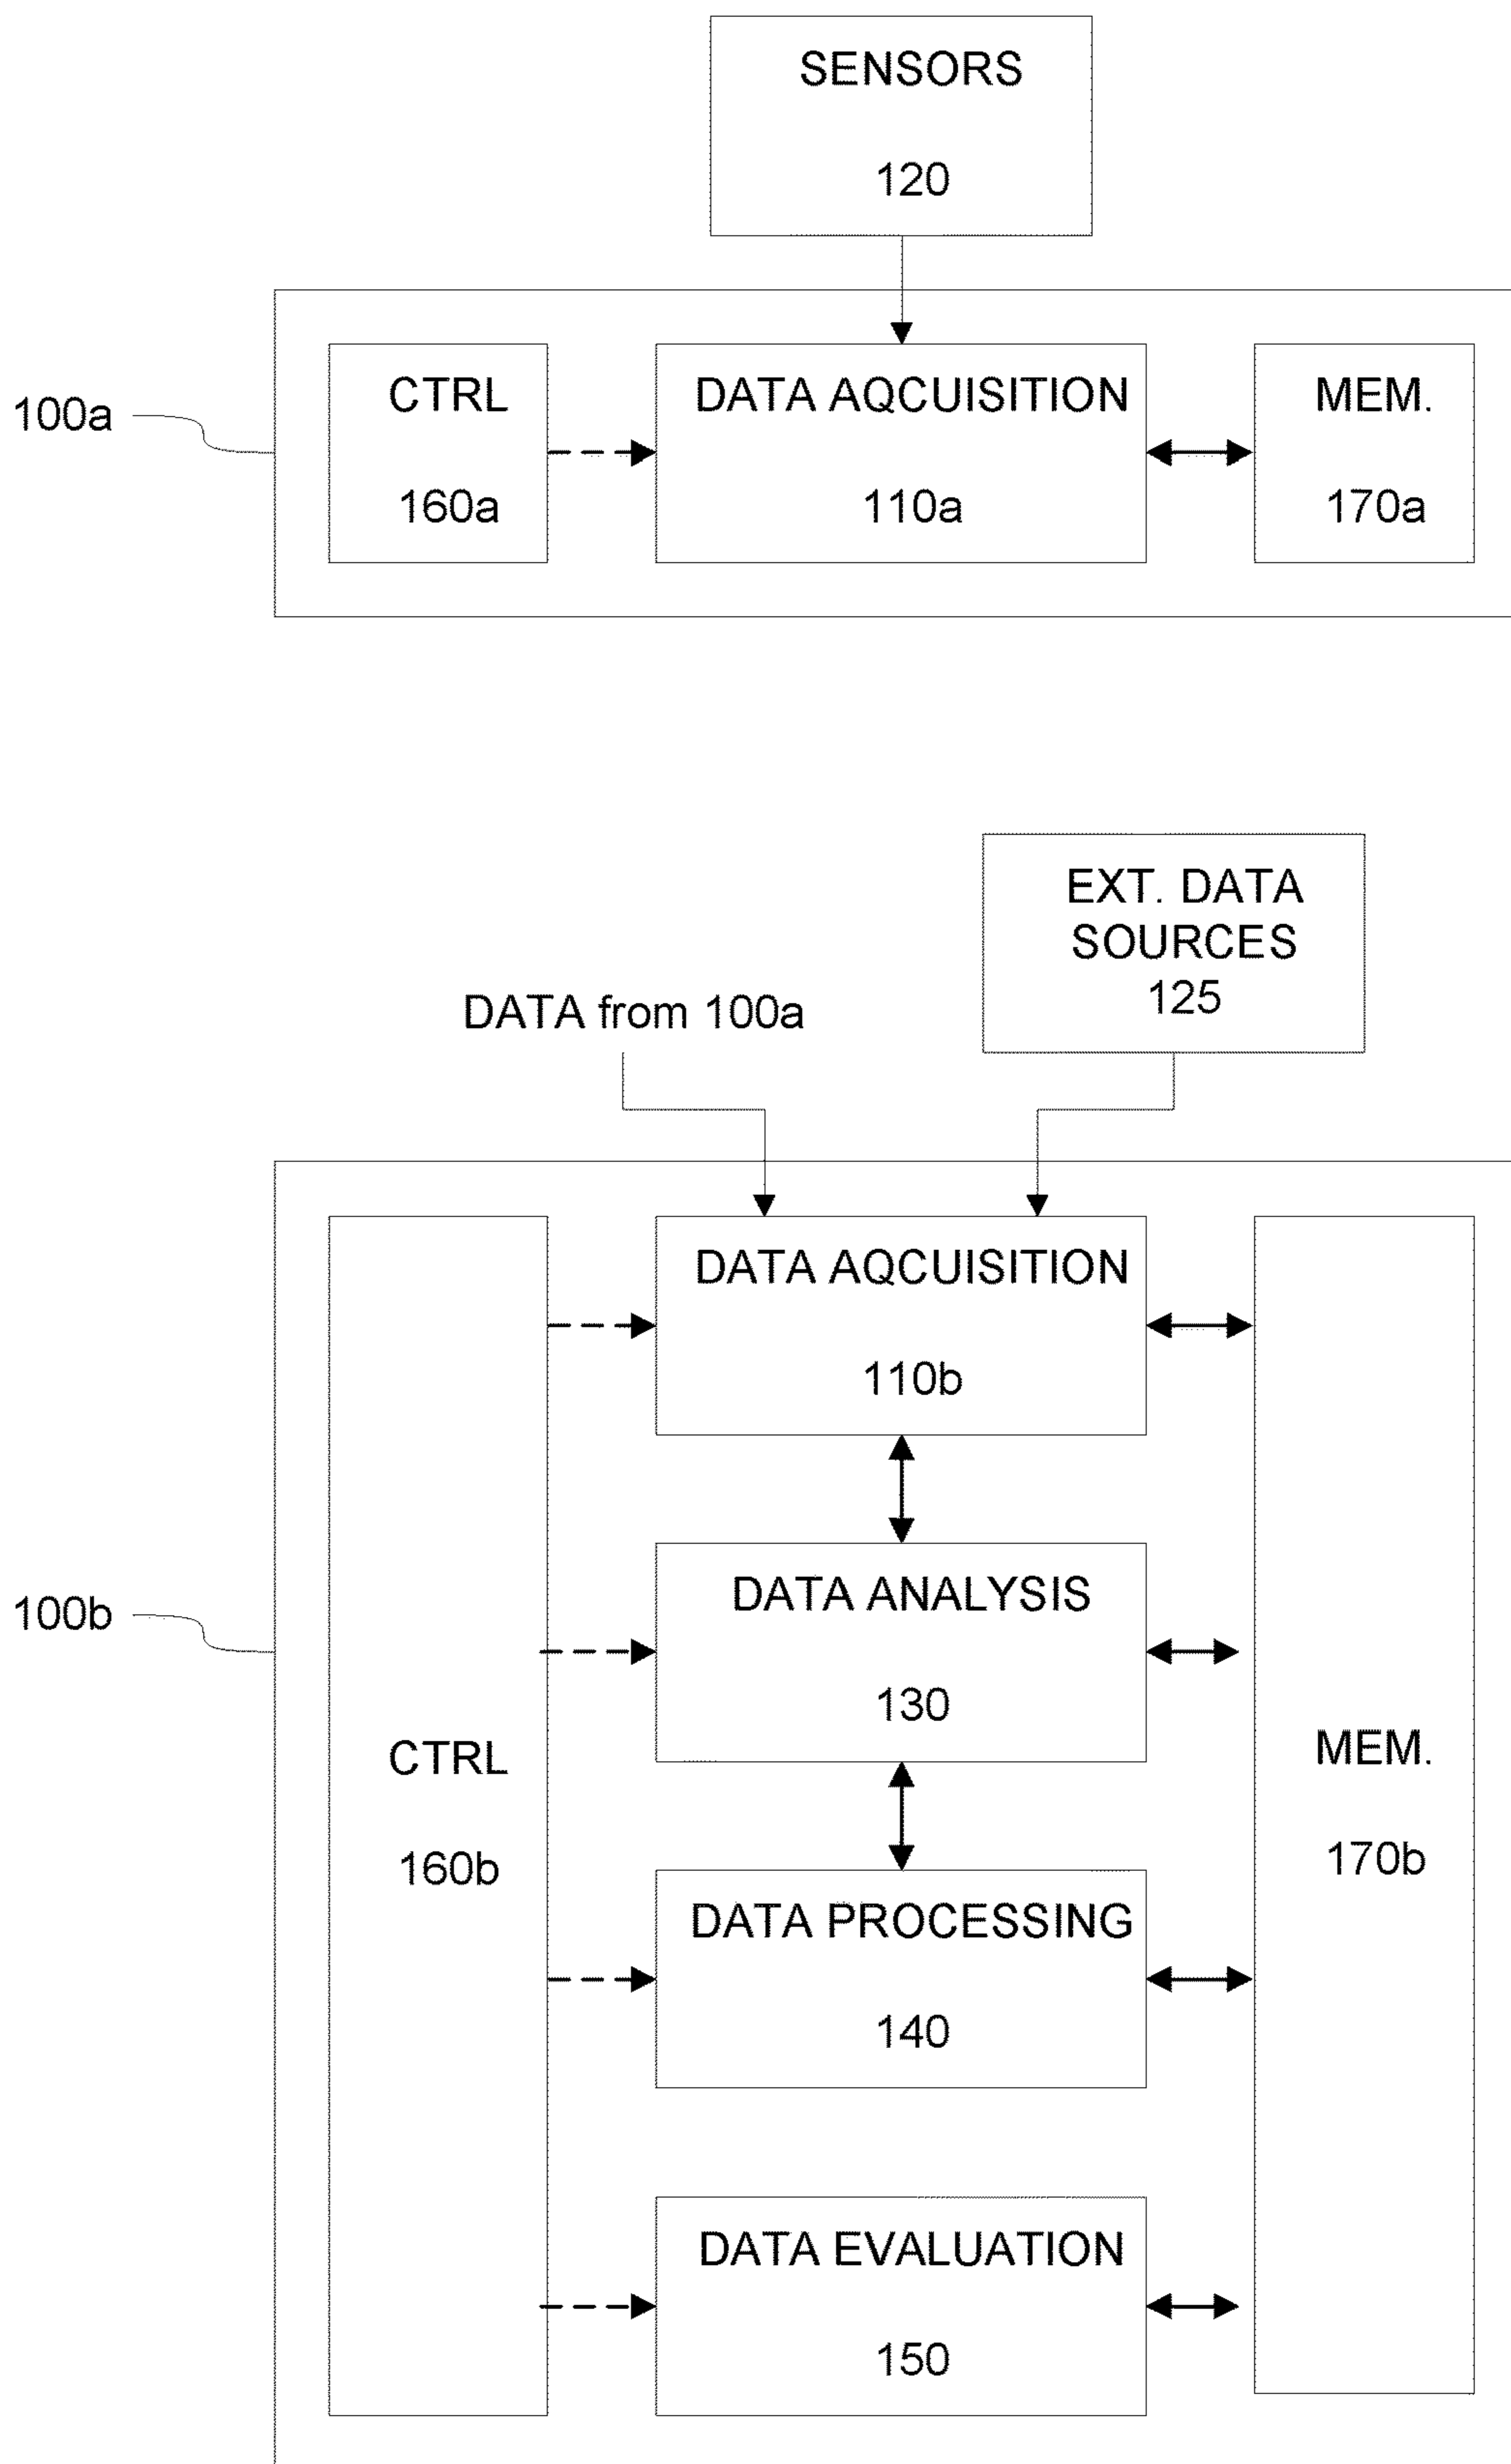 SENSORS
120
100a
CTRL
160a
DATA AQCUISITION
110a
MEM.
170a
EXT. DATA
SOURCES
125
DATA from 100a
DATA AQCUISITION
110b
100b
DATA ANALYSIS
130
CTRL
160b
MEM.
170b
DATA PROCESSING
140
DATA EVALUATION
150